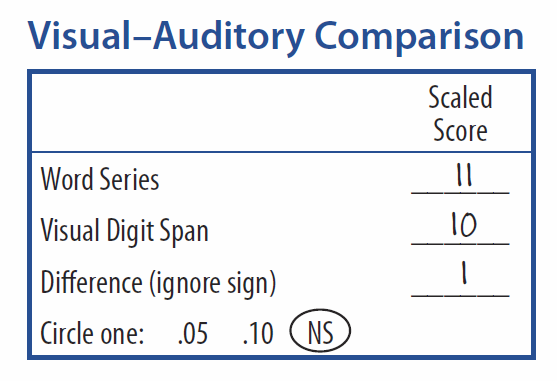 Visual–Auditory Comparison
Scaled
Score
Word Series 11
Visual Digit Span 10
Difference (ignore sign) 1
Circle one: .05 .10 NS